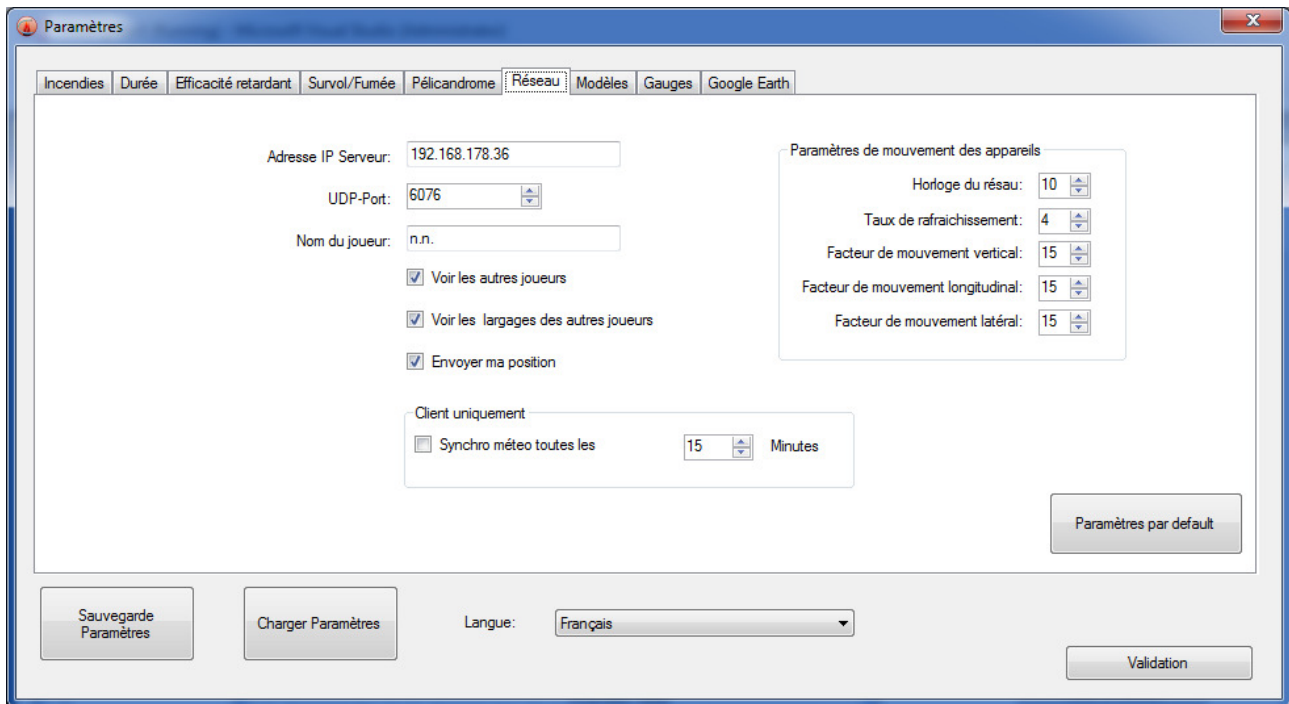 Paramètres
Incendies Durée Efficacité retardant Survol/Fumée Pélicandrome Réseau Modèles Gauges Google Earth
Adresse IP Serveur: 192.168.178.36
UDP-Port: 6076
Nom du joueur: n.n.
Voir les autres joueurs
Voir les largages des autres joueurs
Envoyer ma position
Client uniquement
Synchro méteo toutes les 15 Minutes
Paramètres de mouvement des appareils
Horloge du résau: 10
Taux de rafraichissement: 4
Facteur de mouvement vertical: 15
Facteur de mouvement longitudinal: 15
Facteur de mouvement latéral: 15
Paramètres par default
Sauvegarde
Paramètres
Charger Paramètres
Langue: Français
Validation